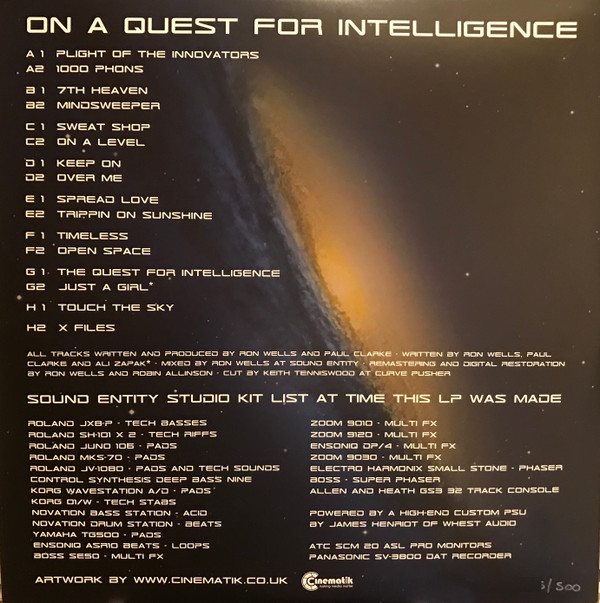 ON A QUEST FOR INTELLIGENCE
A1 PLIGHT OF THE INNOVATORS
A2 1000 PHONS
B1 7TH HEAVEN
B2 MINDSWEEPER
C1 SWEAT SHOP
C2 ON A LEVEL
D1 KEEP ON
D2 OVER ME
E1 SPREAD LOVE
E2 TRIPPIN ON SUNSHINE
F1 TIMELESS
F2 OPEN SPACE
G1 THE QUEST FOR INTELLIGENCE
G2 JUST A GIRL*
H1 TOUCH THE SKY
H2 X FILES
ALL TRACKS WRITTEN AND PRODUCED BY RON WELLS AND PAUL CLARKE - WRITTEN BY RON WELLS, PAUL
CLARKE AND ALI ZAPAK* - MIXED BY RON WELLS AT SOUND ENTITY - REMASTERING AND DIGITAL RESTORATION
BY RON WELLS AND ROBIN ALLINSON - CUT BY KEITH TENNISWOOD AT CURVE PUSHER
SOUND ENTITY STUDIO KIT LIST AT TIME THIS LP WAS MADE
ROLAND JX8-P - TECH BASSES
ROLAND SH-101 X 2 - TECH RIFFS
ROLAND JUNO 106 - PADS
ROLAND MKS-70 - PADS
ROLAND JV-1080 - PADS AND TECH SOUNDS
CONTROL SYNTHESIS DEEP BASS NINE
KORG WAVESTATION A/D - PADS
KORG 01/W - TECH STABS
NOVATION BASS STATION - ACID
NOVATION DRUM STATION - BEATS
YAMAHA TG500 - PADS
ENSONIQ ASR10 BEATS - LOOPS
BOSS SE50 - MULTI FX
ZOOM 9010 - MULTI FX
ZOOM 9120 - MULTI FX
ENSONIQ DP/4 - MULTI FX
ZOOM 9030 - MULTI FX
ELECTRO HARMONIX SMALL STONE - PHASER
BOSS - SUPER PHASER
ALLEN AND HEATH GS3 32 TRACK CONSOLE
POWERED BY A HIGH-END CUSTOM PSU
BY JAMES HENRIOT OF WHEST AUDIO
ATC SCM 20 ASL PRO MONITORS
PANASONIC SV-3800 DAT RECORDER
ARTWORK BY WWW.CINEMATIK.CO.UK
Cinematik
/500